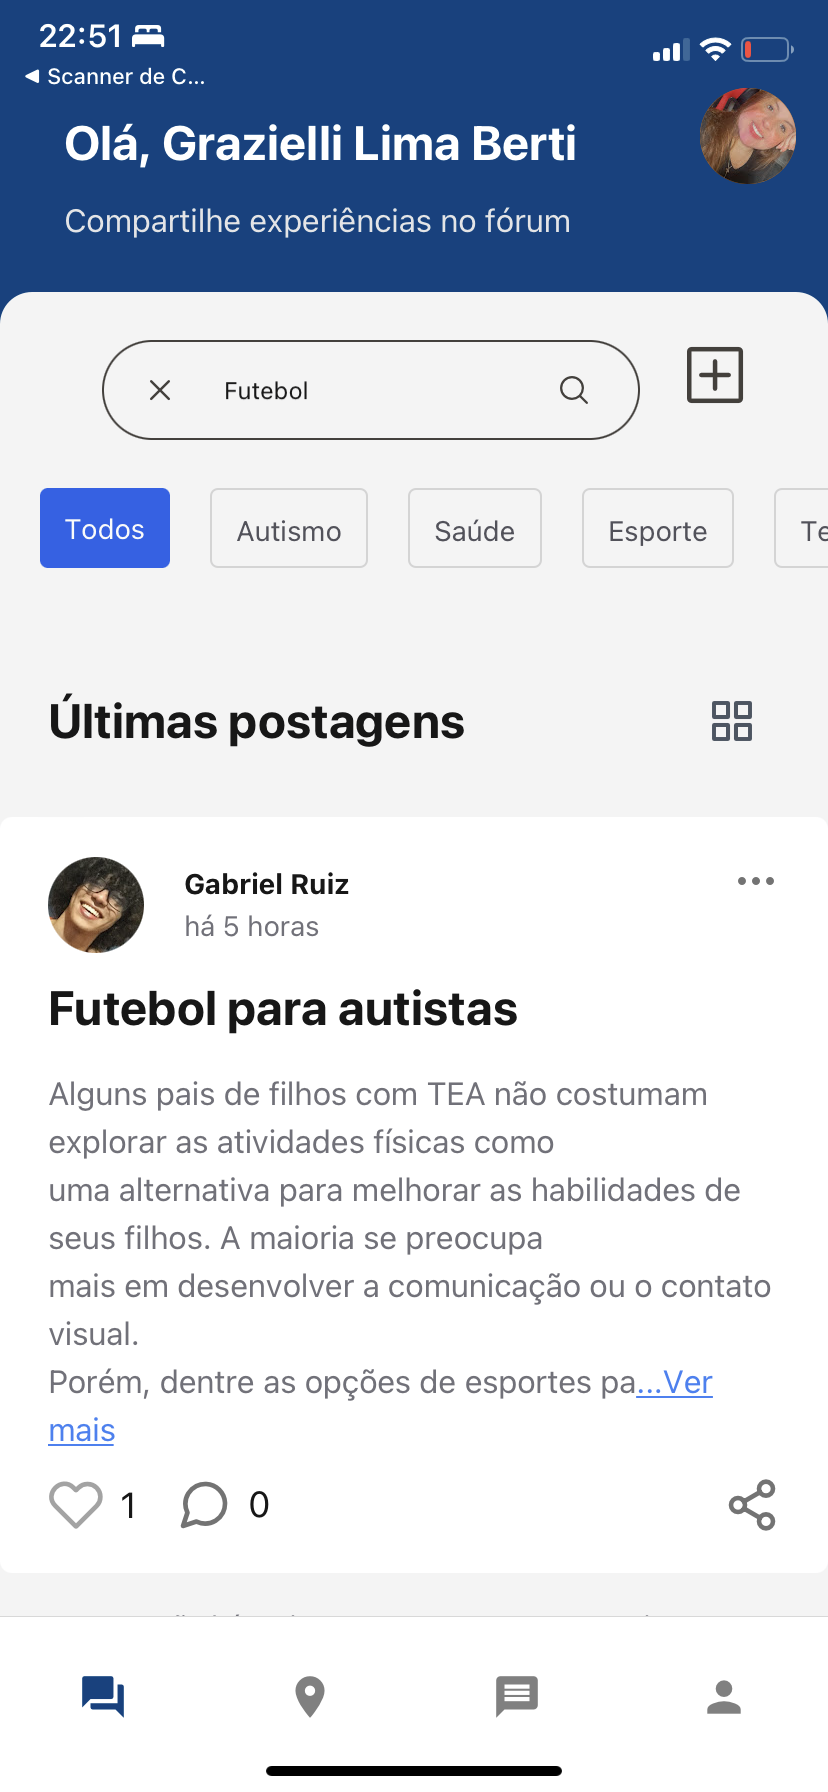 22:51
Scanner de C...
Olá, Grazielli Lima Berti
Compartilhe experiências no fórum
Futebol
Todos Autismo Saúde Esporte Te
Últimas postagens
Gabriel Ruiz
há 5 horas
Futebol para autistas
Alguns pais de filhos com TEA não costumam
explorar as atividades físicas como
uma alternativa para melhorar as habilidades de
seus filhos. A maioria se preocupa
mais em desenvolver a comunicação ou o contato
visual.
Porém, dentre as opções de esportes pa...Ver
mais
1 0